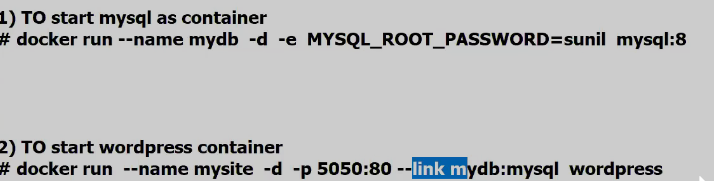 1) TO start mysql as container
# docker run --name mydb -d -e MYSQL_ROOT_PASSWORD=sunil mysql:8
2) TO start wordpress container
# docker run --name mysite -d -p 5050:80 --link mydb:mysql wordpress